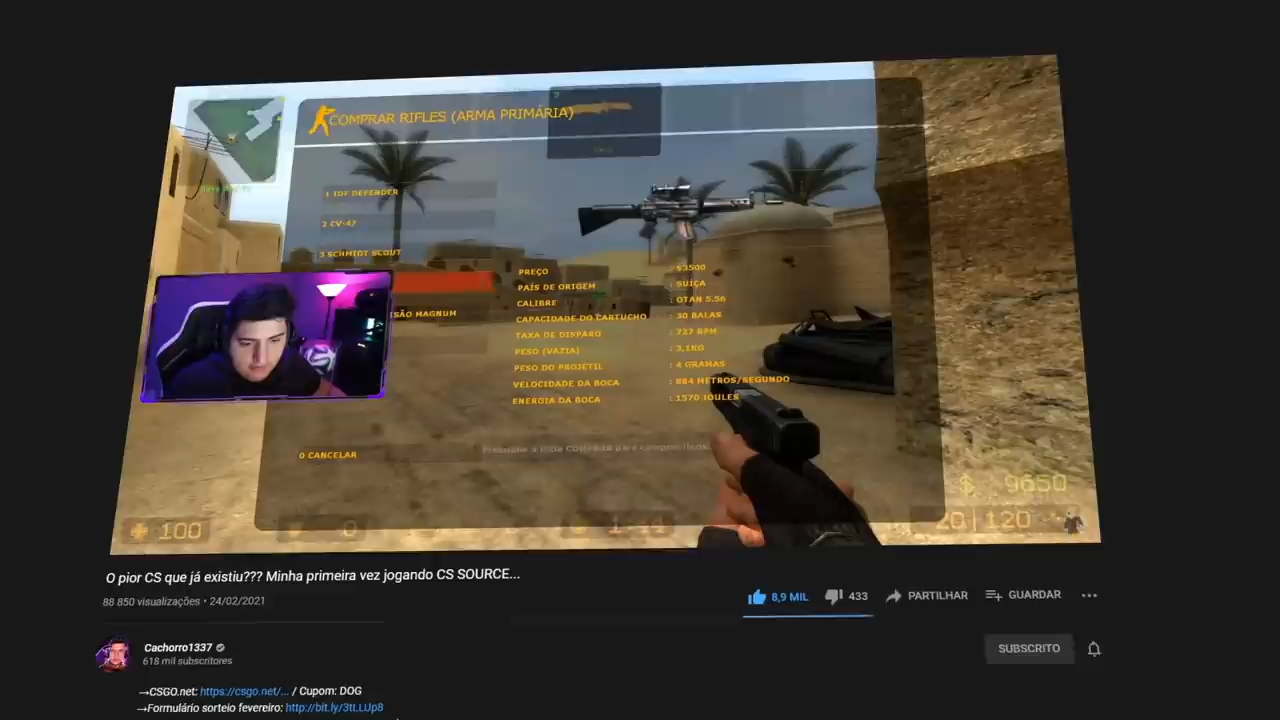 COMPRAR RIFLES (ARMA PRIMÁRIA)
1 IDF DEFENDER
2 CV-47
3 SCHMIDT SCOUT
SÃO MAGNUM
PREÇO : $3500
PAÍS DE ORIGEM : SUÍÇA
CALIBRE : OTAN 5.56
CAPACIDADE DO CARTUCHO : 30 BALAS
TAXA DE DISPARO : 727 RPM
PESO (VAZIA) : 3,1KG
PESO DO PROJÉTIL : 4 GRAMAS
VELOCIDADE DA BOCA : 884 METROS/SEGUNDO
ENERGIA DA BOCA : 1570 JOULES
0 CANCELAR
$ 9650
100
0
20 | 120
O pior CS que já existiu??? Minha primeira vez jogando CS SOURCE...
88 850 visualizações • 24/02/2021
8,9 MIL 433 PARTILHAR GUARDAR
Cachorro1337
618 mil subscritores
SUBSCRITO
→CSGO.net: https://csgo.net/... / Cupom: DOG
→Formulário sorteio fevereiro: http://bit.ly/3tLLUp8